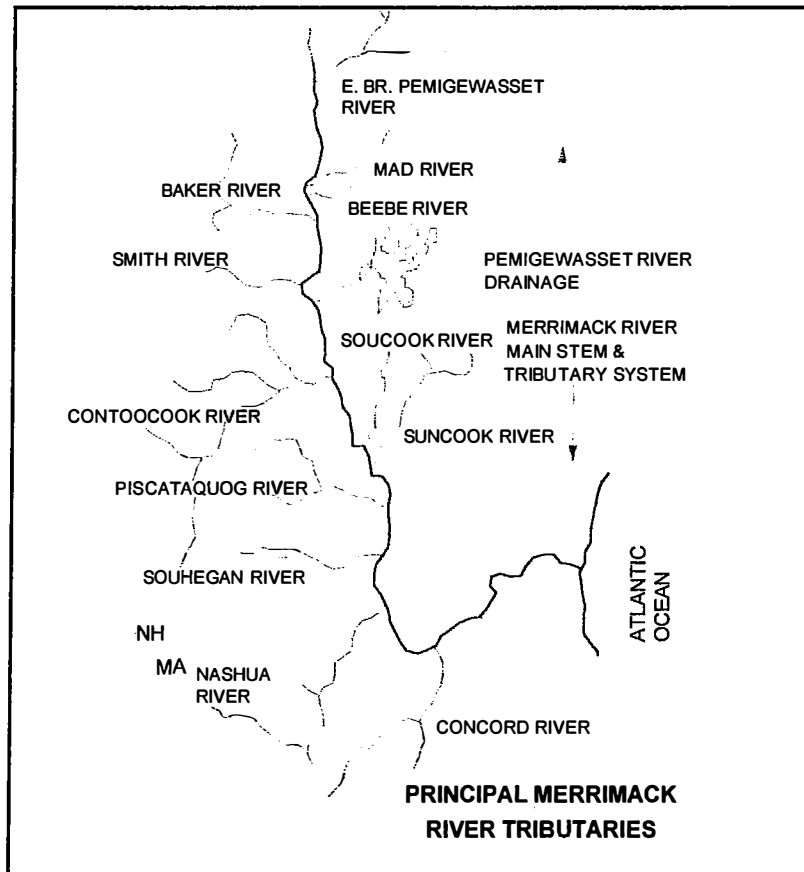 E. BR. PEMIGEWASSET
RIVER
MAD RIVER
BAKER RIVER
BEEBE RIVER
SMITH RIVER
PEMIGEWASSET RIVER
DRAINAGE
SOUCOOK RIVER
MERRIMACK RIVER
MAIN STEM &
TRIBUTARY SYSTEM
CONTOOCOOK RIVER
SUNCOOK RIVER
PISCATAQUOG RIVER
SOUHEGAN RIVER
ATLANTIC
OCEAN
NH
MA
NASHUA
RIVER
CONCORD RIVER
PRINCIPAL MERRIMACK
RIVER TRIBUTARIES